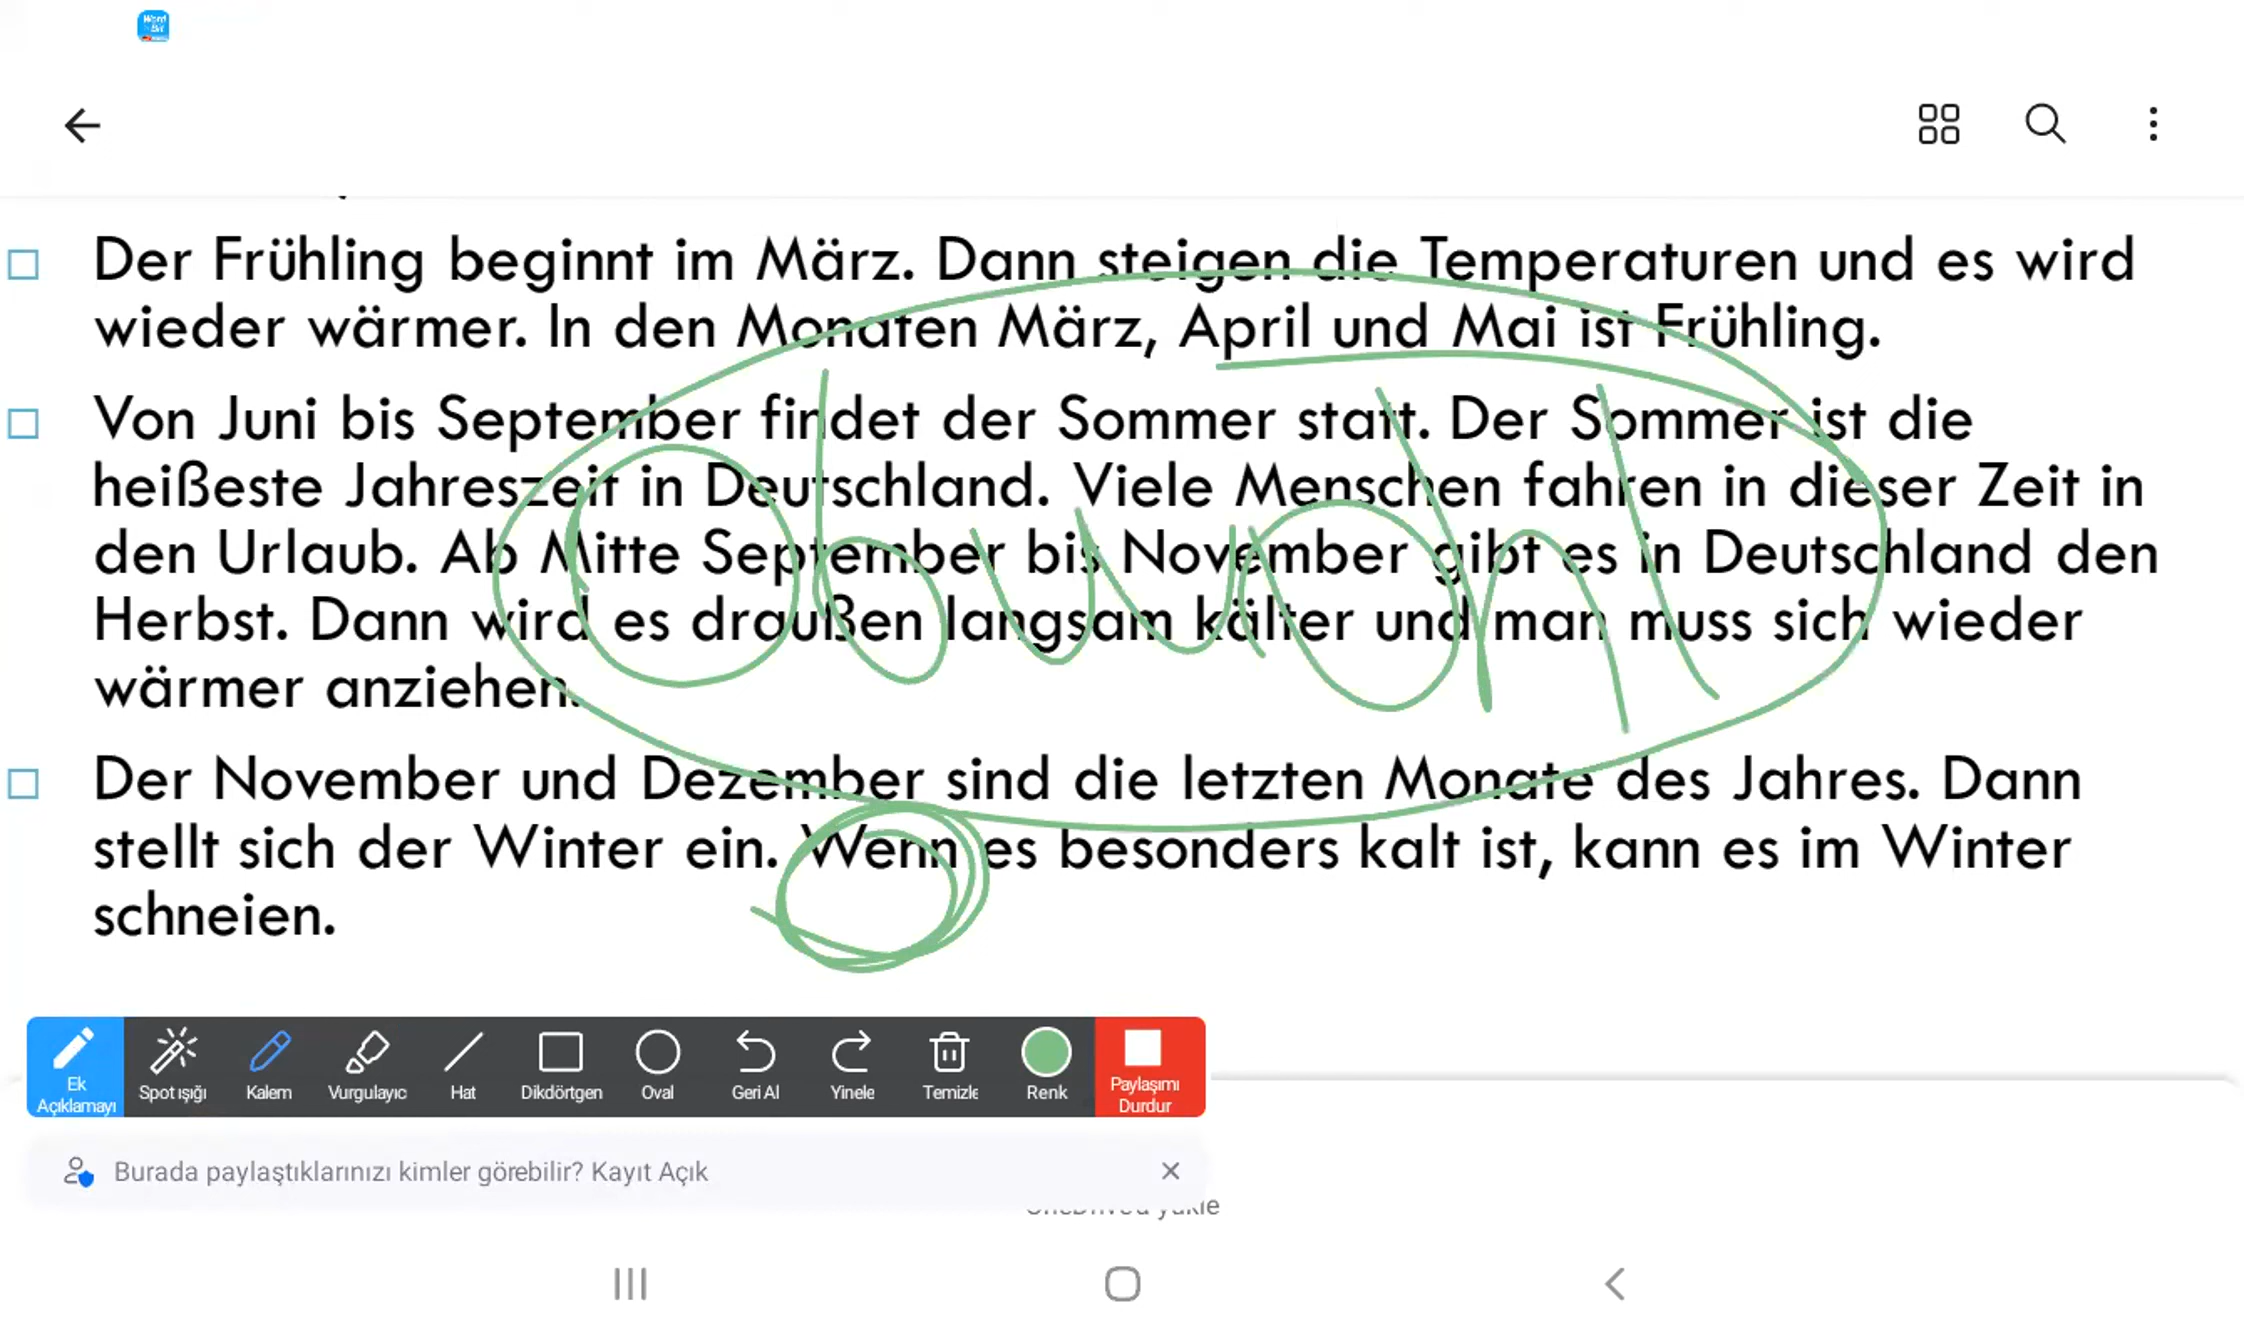 Word
Bit
Der Frühling beginnt im März. Dann steigen die Temperaturen und es wird
wieder wärmer. In den Monaten März, April und Mai ist Frühling.
Von Juni bis September findet der Sommer statt. Der Sommer ist die
heißeste Jahreszeit in Deutschland. Viele Menschen fahren in dieser Zeit in
den Urlaub. Ab Mitte September bis November gibt es in Deutschland den
Herbst. Dann wird es draußen langsam kälter und man muss sich wieder
wärmer anziehen.
obwohl
Der November und Dezember sind die letzten Monate des Jahres. Dann
stellt sich der Winter ein. Wenn es besonders kalt ist, kann es im Winter
schneien.
Ek Açıklamayı Spot ışığı Kalem Vurgulayıc Hat Dikdörtgen Oval Geri Al Yinele Temizle Renk Paylaşımı Durdur
Burada paylaştıklarınızı kimler görebilir? Kayıt Açık